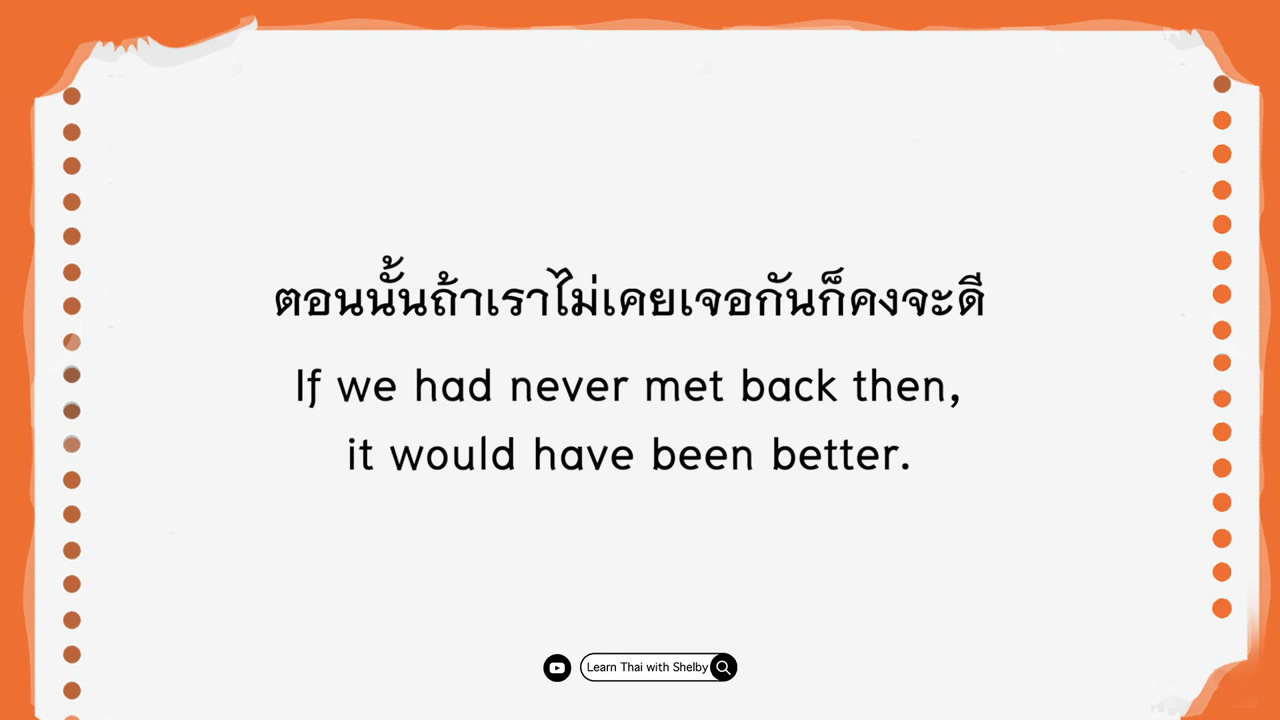 ตอนนั้นถ้าเราไม่เคยเจอกันก็คงจะดี
If we had never met back then,
it would have been better.
Learn Thai with Shelby